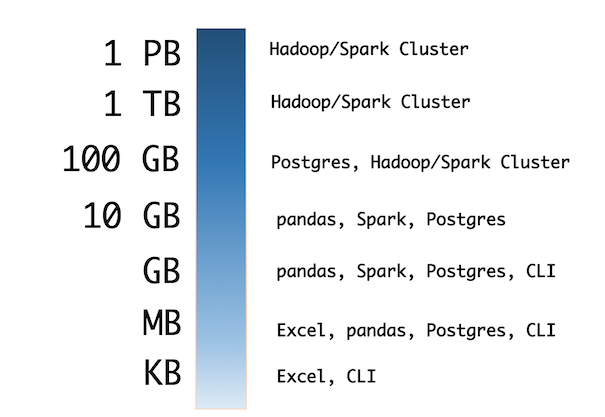 1 PB Hadoop/Spark Cluster
1 TB Hadoop/Spark Cluster
100 GB Postgres, Hadoop/Spark Cluster
10 GB pandas, Spark, Postgres
GB pandas, Spark, Postgres, CLI
MB Excel, pandas, Postgres, CLI
KB Excel, CLI